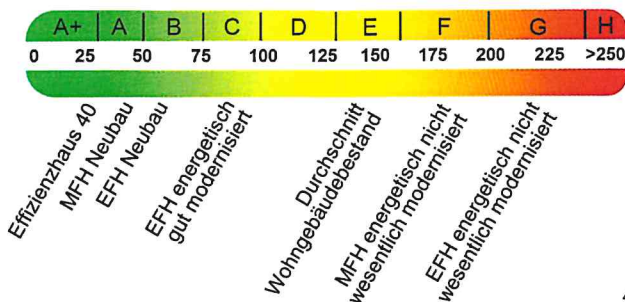 A+ A B C D E F G H
0 25 50 75 100 125 150 175 200 225 >250
Effizienzhaus 40
MFH Neubau
EFH Neubau
EFH energetisch
gut modernisiert
Durchschnitt
Wohngebäudebestand
MFH energetisch nicht
wesentlich modernisiert
EFH energetisch nicht
wesentlich modernisiert